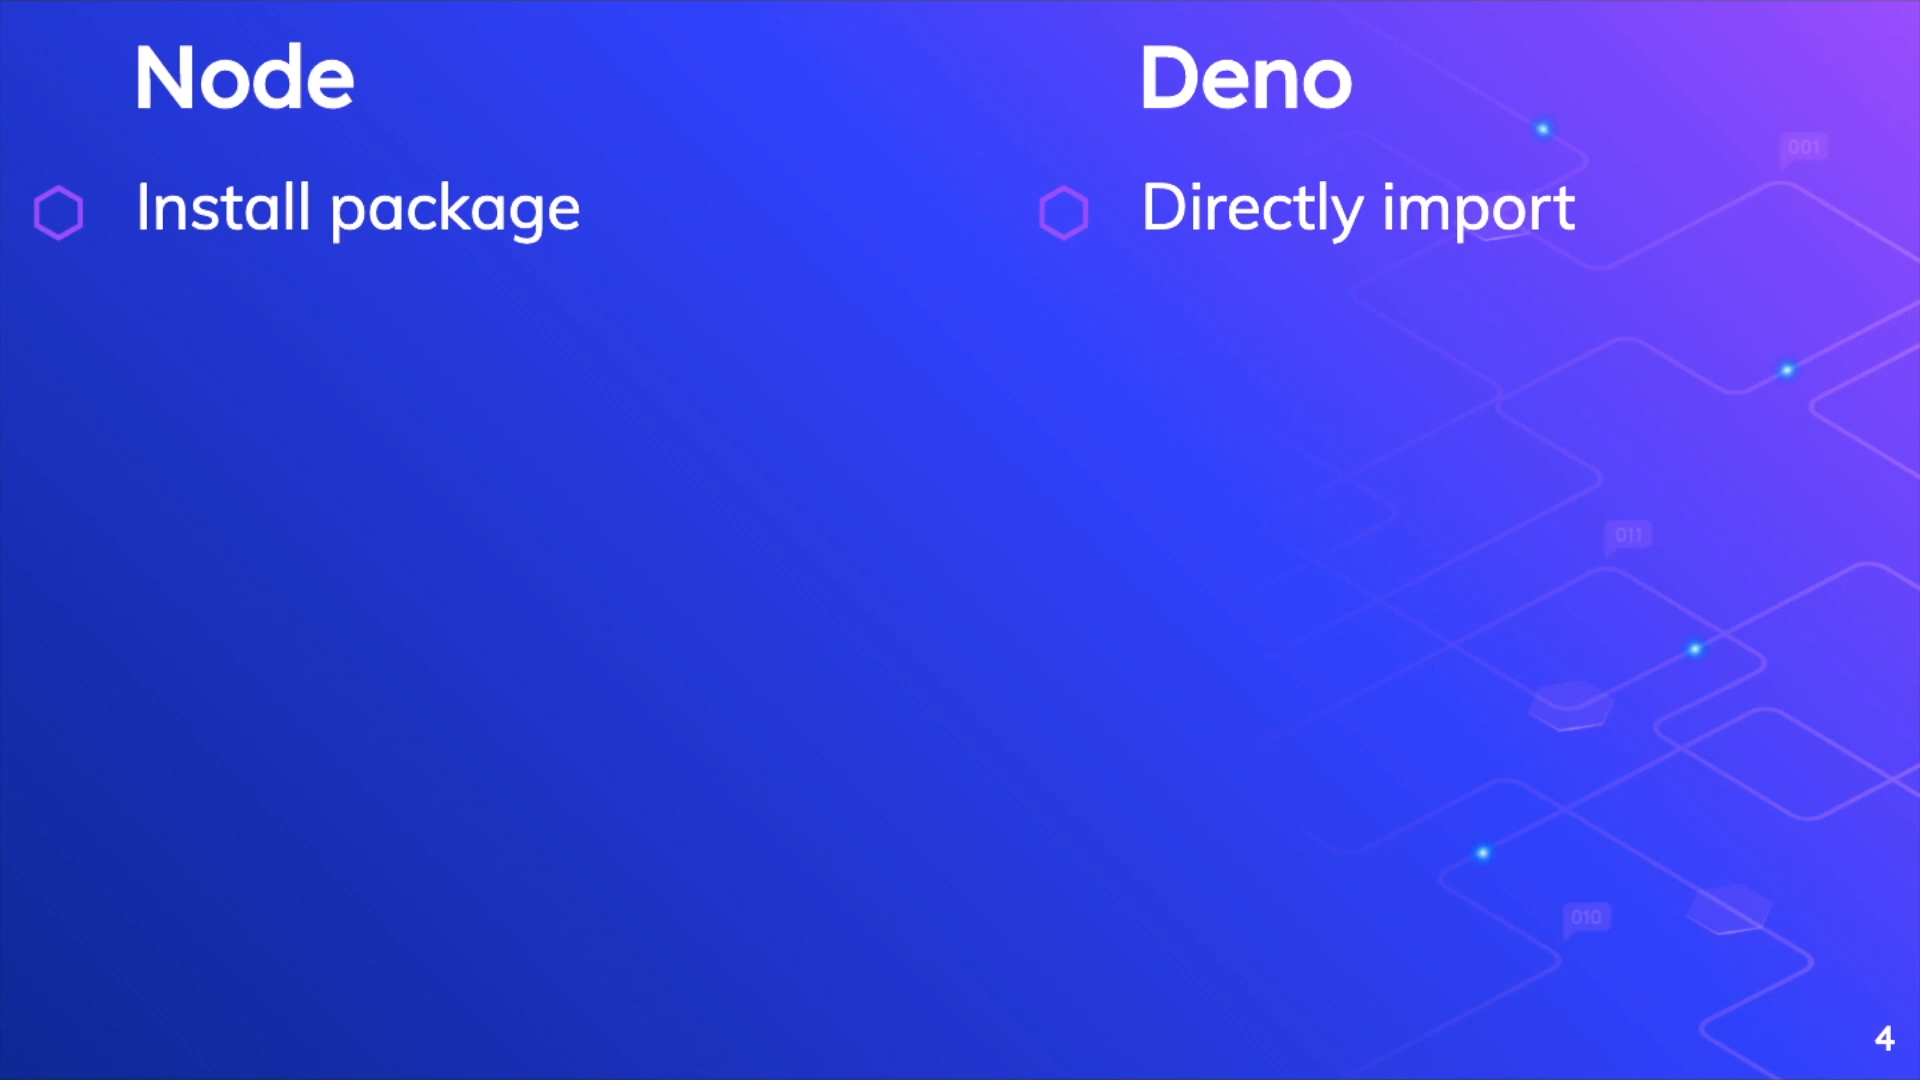 Node
Install package
Deno
Directly import
001
011
010
4